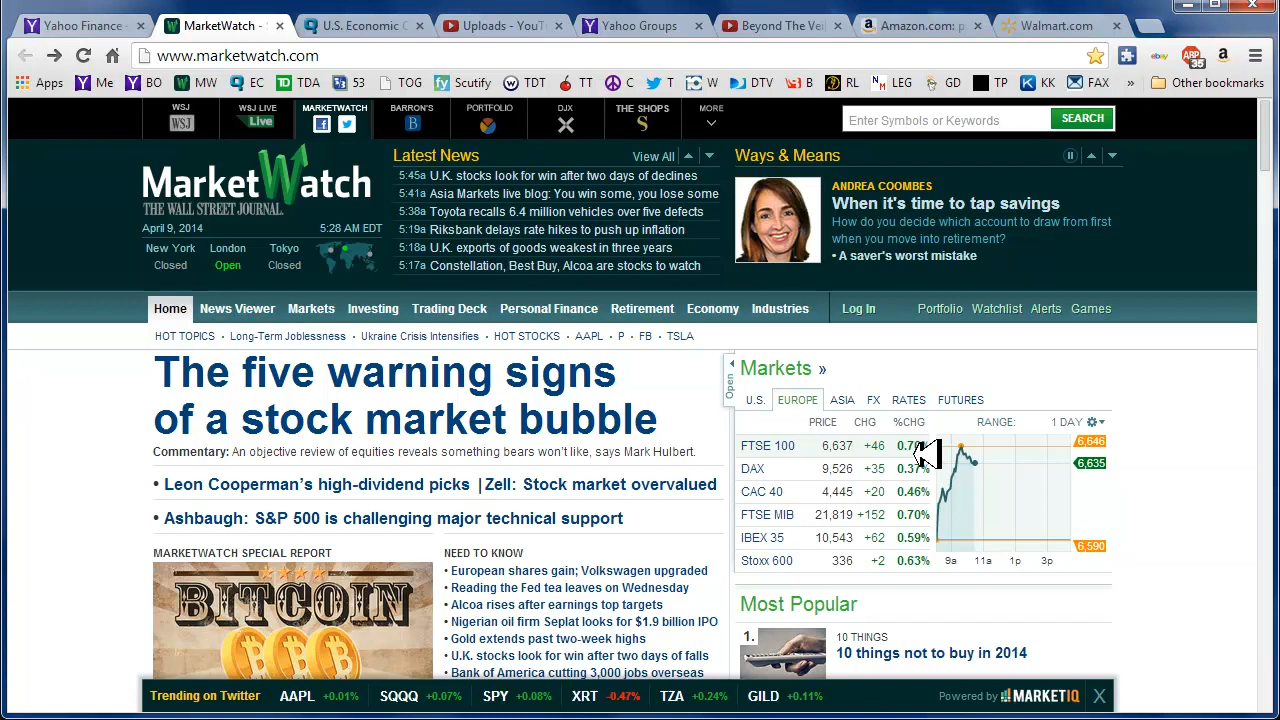 Yahoo Finance -
MarketWatch - S
U.S. Economic C
Uploads - YouT
Yahoo Groups
Beyond The Veil
Amazon.com: p
Walmart.com
www.marketwatch.com
ABP
35
ebay
Apps
Me
BO
MW
EC
TDA
53
TOG
Scutify
TDT
TT
C
T
W
DTV
B
RL
LEG
GD
TP
KK
FAX
»
Other bookmarks
WSJ
WSJ LIVE
MARKETWATCH
BARRON'S
PORTFOLIO
DJX
THE SHOPS
MORE
WSJ
Live
B
S
Enter Symbols or Keywords
SEARCH
MarketWatch
THE WALL STREET JOURNAL.
April 9, 2014
5:28 AM EDT
New York
London
Tokyo
Closed
Open
Closed
Latest News
View All
5:45a U.K. stocks look for win after two days of declines
5:41a Asia Markets live blog: You win some, you lose some
5:38a Toyota recalls 6.4 million vehicles over five defects
5:19a Riksbank delays rate hikes to push up inflation
5:18a U.K. exports of goods weakest in three years
5:17a Constellation, Best Buy, Alcoa are stocks to watch
Ways & Means
ANDREA COOMBES
When it's time to tap savings
How do you decide which account to draw from first
when you move into retirement?
• A saver's worst mistake
Home
News Viewer
Markets
Investing
Trading Deck
Personal Finance
Retirement
Economy
Industries
Log In
Portfolio
Watchlist
Alerts
Games
HOT TOPICS • Long-Term Joblessness • Ukraine Crisis Intensifies • HOT STOCKS • AAPL • P • FB • TSLA
The five warning signs
of a stock market bubble
Commentary: An objective review of equities reveals something bears won't like, says Mark Hulbert.
• Leon Cooperman's high-dividend picks | Zell: Stock market overvalued
• Ashbaugh: S&P 500 is challenging major technical support
MARKETWATCH SPECIAL REPORT
BITCOIN
NEED TO KNOW
• European shares gain; Volkswagen upgraded
• Reading the Fed tea leaves on Wednesday
• Alcoa rises after earnings top targets
• Nigerian oil firm Seplat looks for $1.9 billion IPO
• Gold extends past two-week highs
• U.K. stocks look for win after two days of falls
• Bank of America cutting 3,000 jobs overseas
Open
Markets »
U.S.
EUROPE
ASIA
FX
RATES
FUTURES
PRICE CHG %CHG
RANGE: 1 DAY
FTSE 100 6,637 +46
DAX 9,526 +35 0.37%
CAC 40 4,445 +20 0.46%
FTSE MIB 21,819 +152 0.70%
IBEX 35 10,543 +62 0.59%
Stoxx 600 336 +2 0.63%
6,646
6,635
6,590
9a 11a 1p 3p
Most Popular
1.
10 THINGS
10 things not to buy in 2014
Trending on Twitter
AAPL +0.01%
SQQQ +0.07%
SPY +0.08%
XRT -0.47%
TZA +0.24%
GILD +0.11%
Powered by MARKETIQ
X